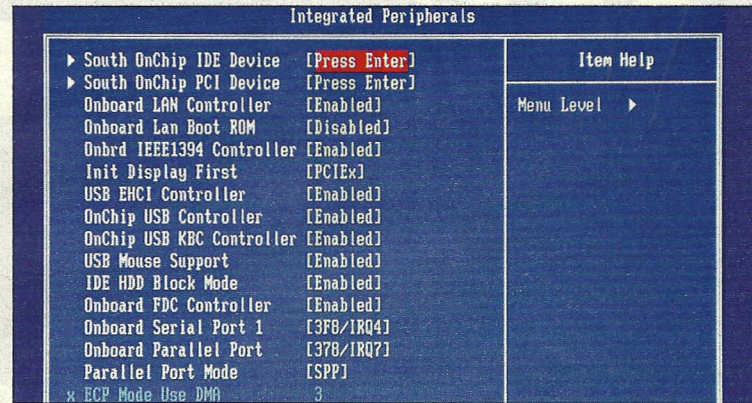 Integrated Peripherals
▶ South OnChip IDE Device [Press Enter]
▶ South OnChip PCI Device [Press Enter]
Onboard LAN Controller [Enabled]
Onboard Lan Boot ROM [Disabled]
Onbrd IEEE1394 Controller [Enabled]
Init Display First [PCIEx]
USB EHCI Controller [Enabled]
OnChip USB Controller [Enabled]
OnChip USB KBC Controller [Enabled]
USB Mouse Support [Enabled]
IDE HDD Block Mode [Enabled]
Onboard FDC Controller [Enabled]
Onboard Serial Port 1 [3F8/IRQ4]
Onboard Parallel Port [378/IRQ7]
Parallel Port Mode [SPP]
x ECP Mode Use DMA 3
Item Help
Menu Level ▶